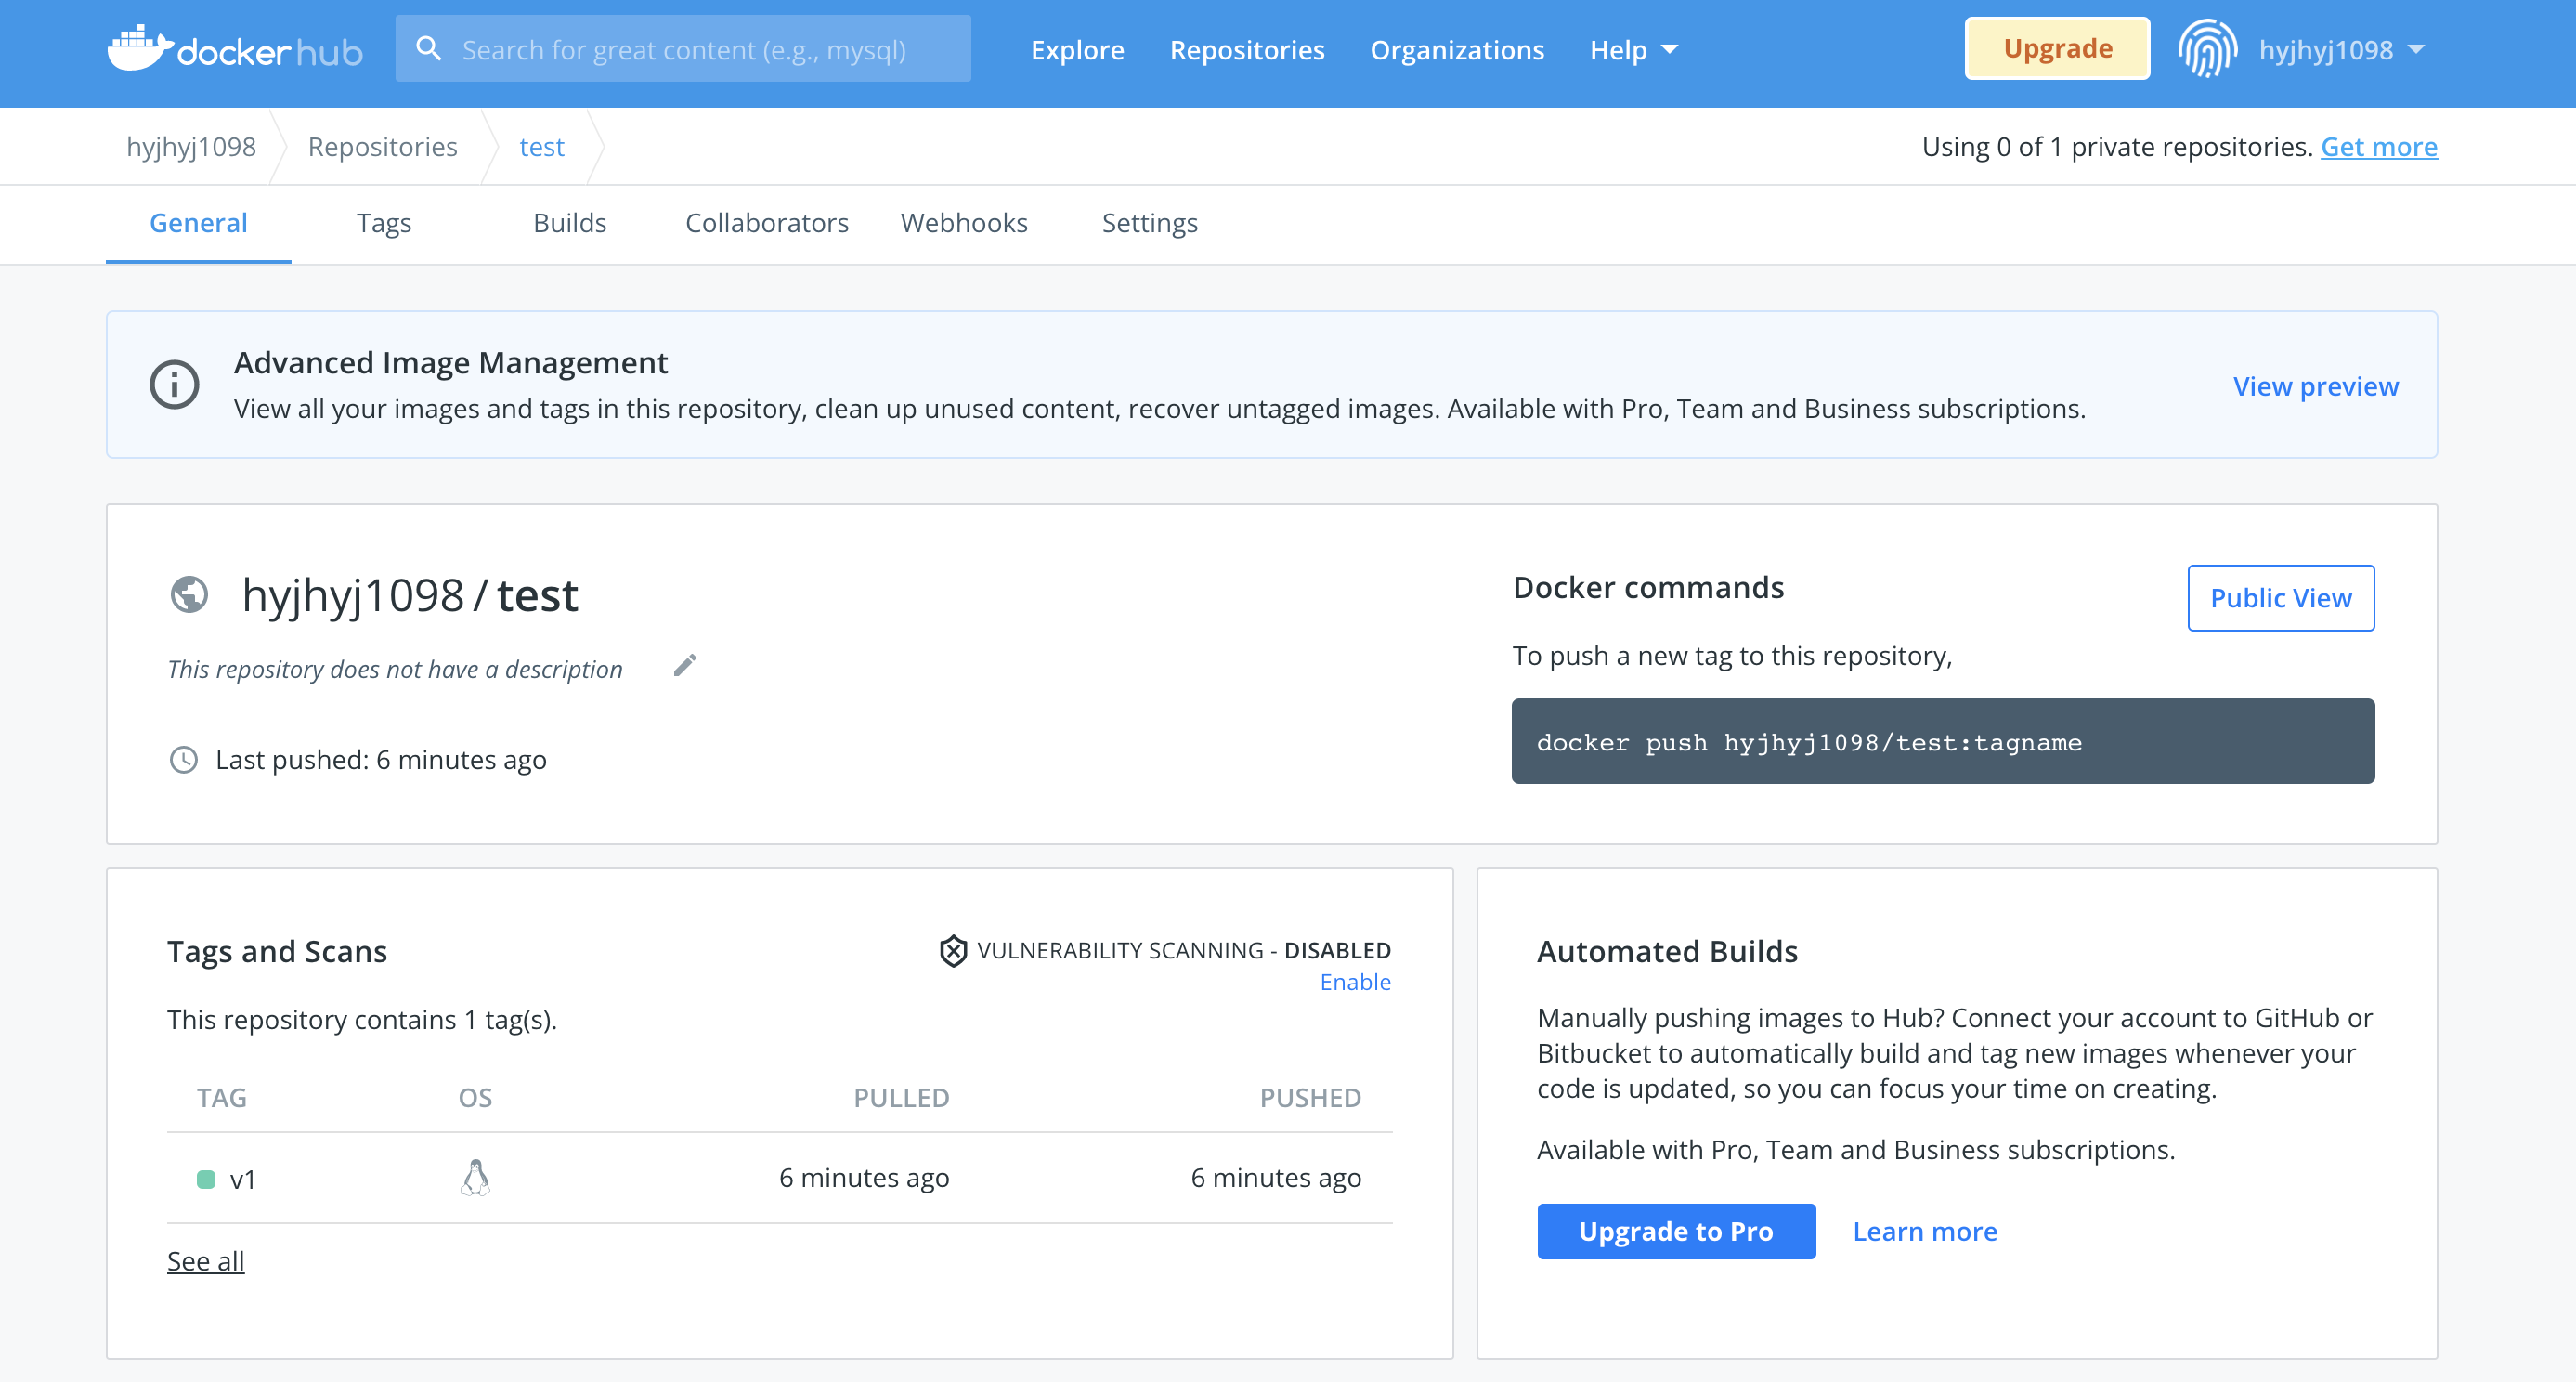 docker hub
Search for great content (e.g., mysql)
Explore
Repositories
Organizations
Help
Upgrade
hyjhyj1098
hyjhyj1098
Repositories
test
Using 0 of 1 private repositories. Get more
General
Tags
Builds
Collaborators
Webhooks
Settings
Advanced Image Management
View all your images and tags in this repository, clean up unused content, recover untagged images. Available with Pro, Team and Business subscriptions.
View preview
hyjhyj1098 / test
This repository does not have a description
Last pushed: 6 minutes ago
Docker commands
Public View
To push a new tag to this repository,
docker push hyjhyj1098/test:tagname
Tags and Scans
VULNERABILITY SCANNING - DISABLED
Enable
This repository contains 1 tag(s).
TAG OS PULLED PUSHED
v1 6 minutes ago 6 minutes ago
See all
Automated Builds
Manually pushing images to Hub? Connect your account to GitHub or
Bitbucket to automatically build and tag new images whenever your
code is updated, so you can focus your time on creating.
Available with Pro, Team and Business subscriptions.
Upgrade to Pro
Learn more